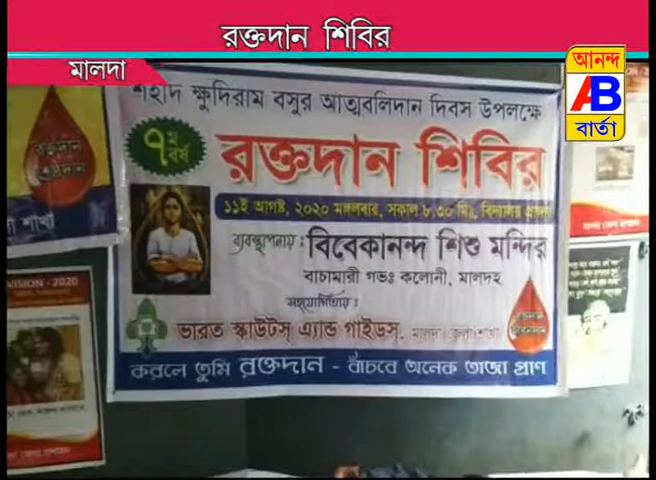 রক্তদান শিবির
মালদা
আনন্দ
AB
বার্তা
শহীদ ক্ষুদিরাম বসুর আত্মবলিদান দিবস উপলক্ষে
৭ম বর্ষ
রক্তদান শিবির
১১ই আগষ্ট, ২০২০ মঙ্গলবার, সকাল ৮.৩০ মিঃ, বিদ্যালয়
ব্যবস্থাপনায় : বিবেকানন্দ শিশু মন্দির
বাচামারী গভঃ কলোনী, মালদহ
সহযোগিতায় :
ভারত স্কাউটস্ এ্যান্ড গাইডস্, মালদা জেলা শাখা
করলে তুমি রক্তদান - বাঁচবে অনেক তাজা প্রাণ
রক্তদান
শাখা
VISION - 2020